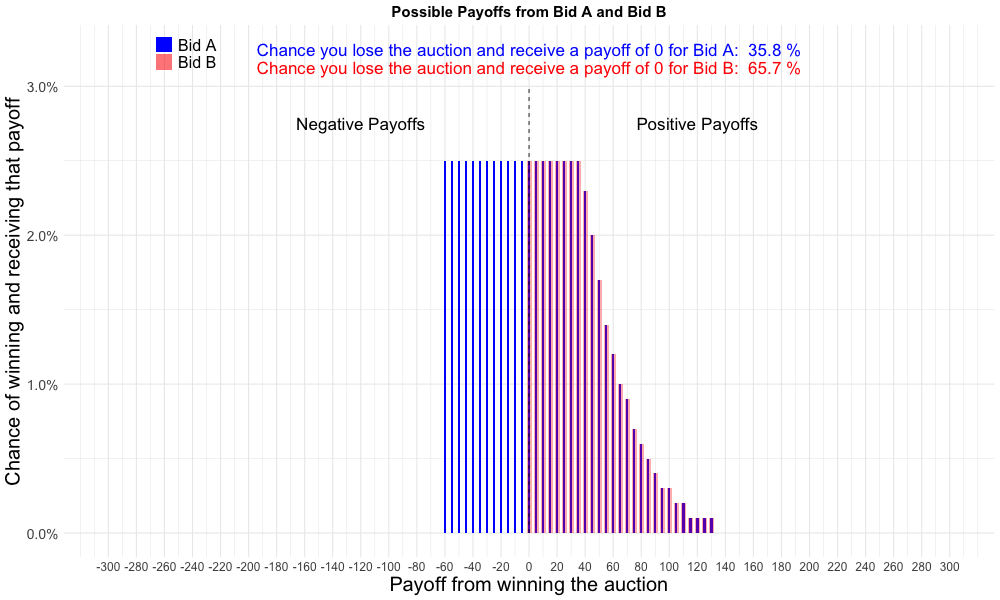 Possible Payoffs from Bid A and Bid B
Bid A
Bid B
Chance you lose the auction and receive a payoff of 0 for Bid A:  35.8 %
Chance you lose the auction and receive a payoff of 0 for Bid B:  65.7 %
Negative Payoffs
Positive Payoffs
Chance of winning and receiving that payoff
3.0%
2.0%
1.0%
0.0%
-300 -280 -260 -240 -220 -200 -180 -160 -140 -120 -100 -80 -60 -40 -20 0 20 40 60 80 100 120 140 160 180 200 220 240 260 280 300
Payoff from winning the auction